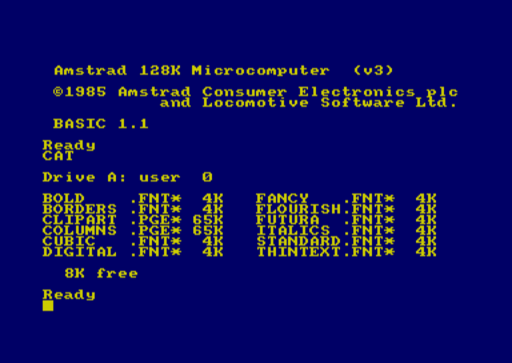 Amstrad 128K Microcomputer  (v3)
©1985 Amstrad Consumer Electronics plc
and Locomotive Software Ltd.
BASIC 1.1
Ready
CAT
Drive A: user  0
BOLD    .FNT*  4K   FANCY   .FNT*  4K
BORDERS .FNT*  4K   FLOURISH.FNT*  4K
CLIPART .PGE* 65K   FUTURA  .FNT*  4K
COLUMNS .PGE* 65K   ITALICS .FNT*  4K
CUBIC   .FNT*  4K   STANDARD.FNT*  4K
DIGITAL .FNT*  4K   THINTEXT.FNT*  4K
8K free
Ready